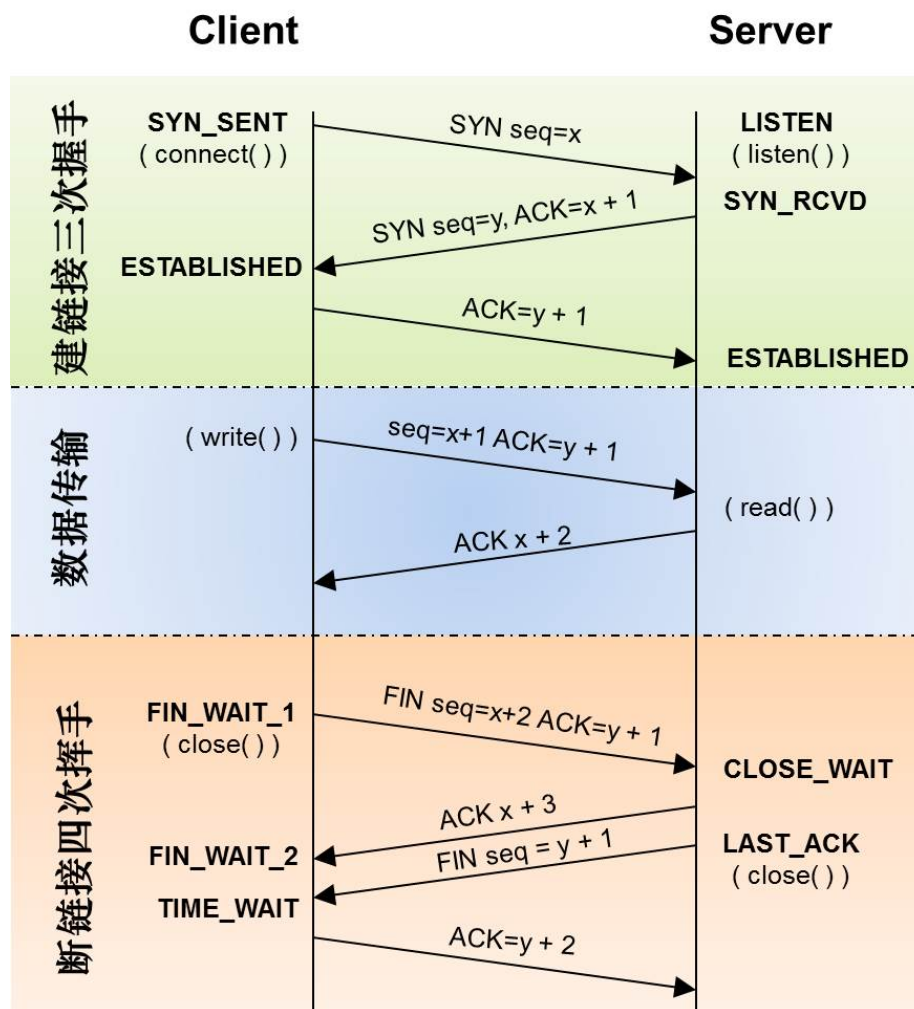 Client
Server
建链接三次握手
SYN_SENT
( connect( ) )
SYN seq=x
LISTEN
( listen( ) )
SYN_RCVD
SYN seq=y, ACK=x + 1
ESTABLISHED
ACK=y + 1
ESTABLISHED
数据传输
( write( ) )
seq=x+1 ACK=y + 1
( read( ) )
ACK x + 2
断链接四次挥手
FIN_WAIT_1
( close( ) )
FIN seq=x+2 ACK=y + 1
CLOSE_WAIT
ACK x + 3
FIN_WAIT_2
FIN seq = y + 1
LAST_ACK
( close( ) )
TIME_WAIT
ACK=y + 2